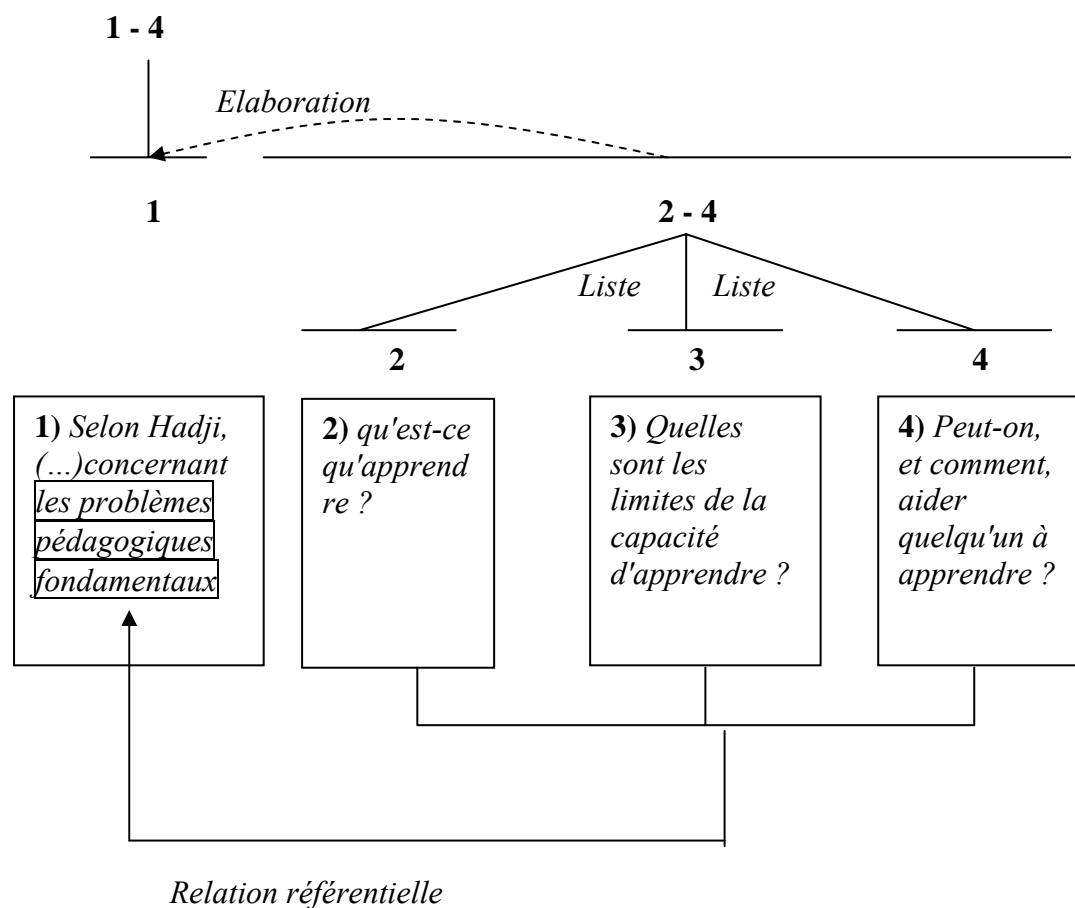 1 - 4
Elaboration
1
2 - 4
Liste
Liste
2
3
4
1) Selon Hadji,
(...)concernant
les problèmes
pédagogiques
fondamentaux
2) qu'est-ce
qu'apprend
re ?
3) Quelles
sont les
limites de la
capacité
d'apprendre ?
4) Peut-on,
et comment,
aider
quelqu'un à
apprendre ?
Relation référentielle